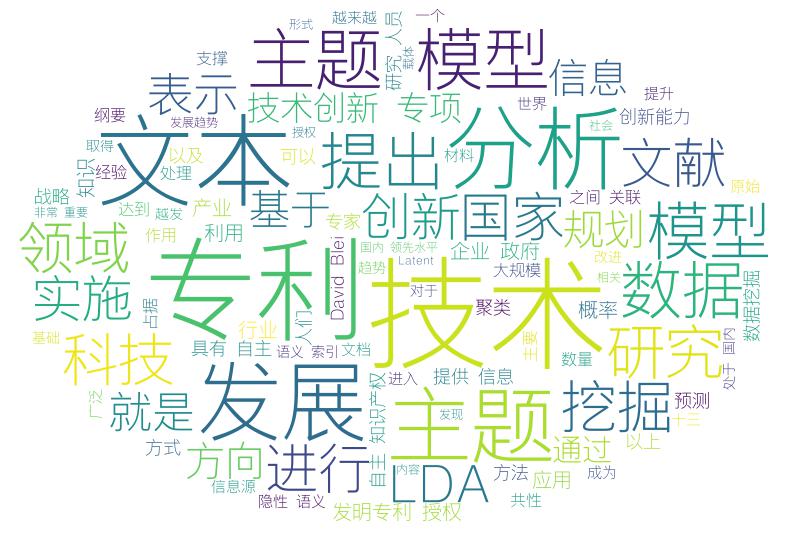 形式 越来越 一个
主题 模型
支撑 研究 人员 载体
表示 信息
技术创新 专项
提升
纲要 发展趋势
世界 创新能力
文本 提出 分析
授权 社会
取得 知识 以及 可以
材料 文献
经验 处理
原始
战略 基于 创新 国家
之间 关联
非常 重要 达到 越发 产业 专家
规划 模型
作用 利用
David Blei
国内 领先水平 企业 政府
改进
领域 专利 趋势 Latent
大规模 相关
实施 技术 数据
数据挖掘
对于
占据 人们 聚类 概率
基础 行业
科技 具有 自主 语义 索引 文档
主要 研究 处于 国内
数量
发展 知识产权 进入 提供 信息
挖掘 预测
广泛 就是 主题
发现 十三
方式 方向 进行 自主
通过 以上
内容 LDA 方法 应用 成为
信息源
隐性 语义 发明专利 授权 共性